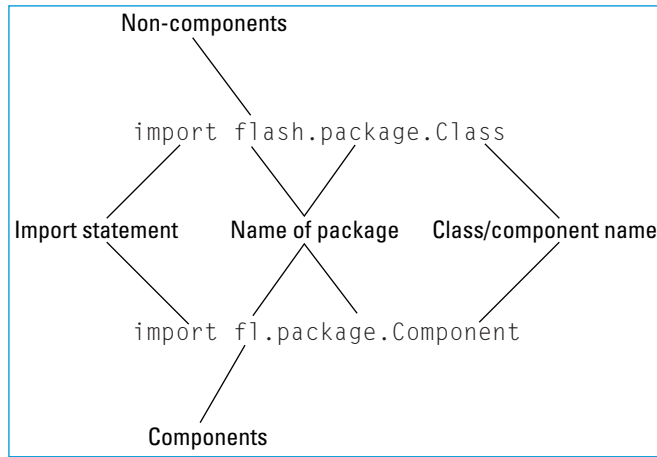 Non-components
import flash.package.Class
Import statement Name of package Class/component name
import fl.package.Component
Components